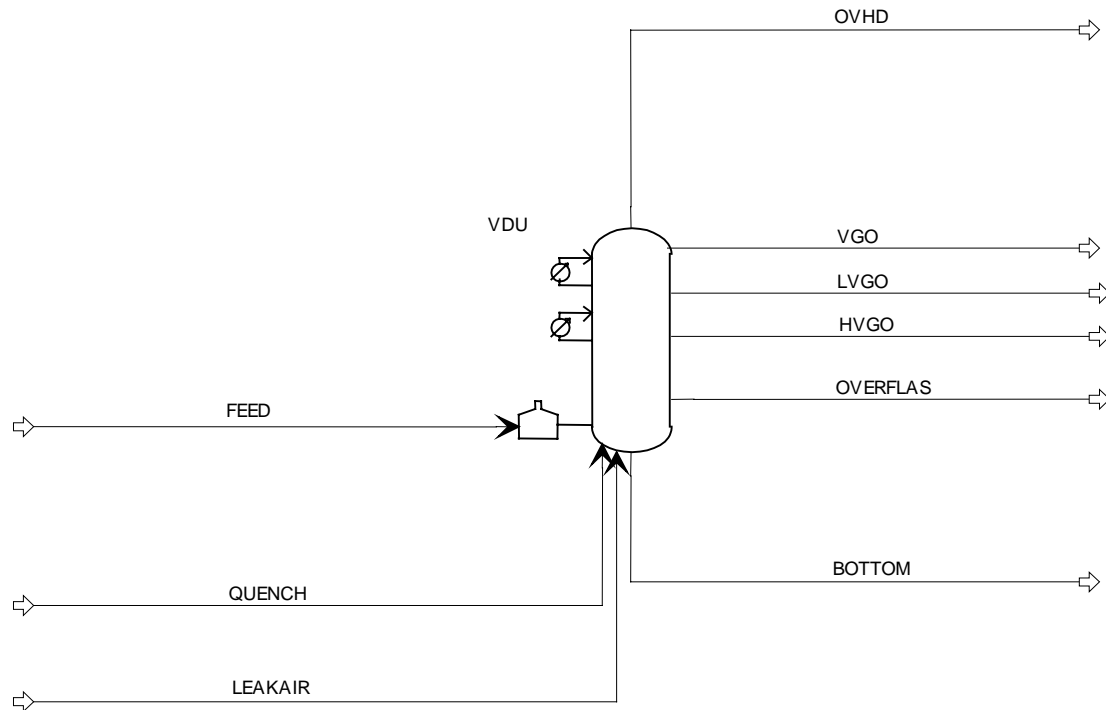 OVHD
VDU
VGO
LVGO
HVGO
OVERFLAS
FEED
BOTTOM
QUENCH
LEAKAIR